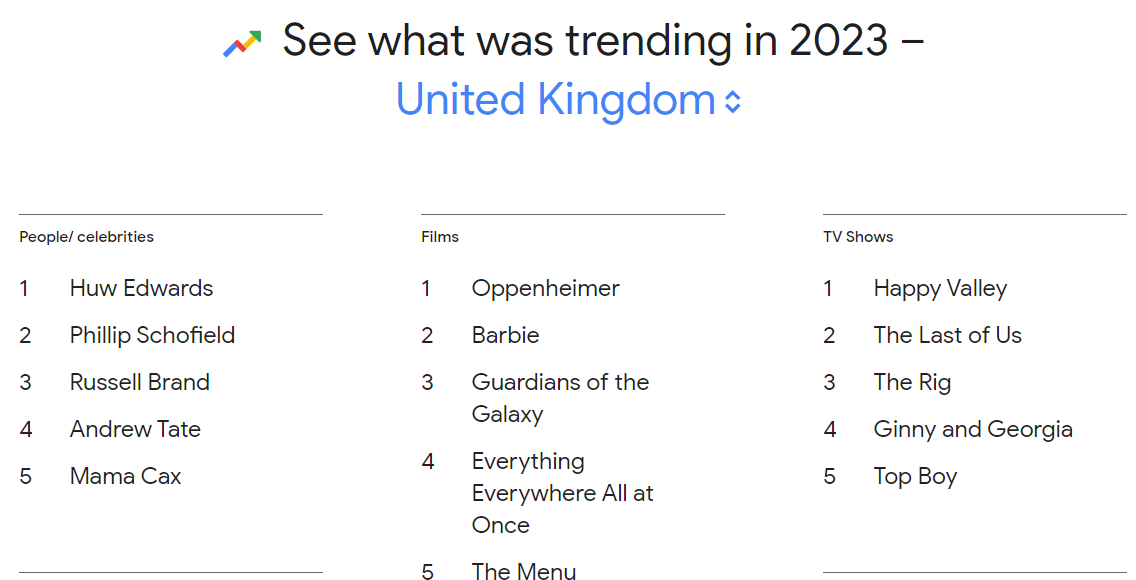 See what was trending in 2023 –
United Kingdom
People/ celebrities
1 Huw Edwards
2 Phillip Schofield
3 Russell Brand
4 Andrew Tate
5 Mama Cax
Films
1 Oppenheimer
2 Barbie
3 Guardians of the
Galaxy
4 Everything
Everywhere All at
Once
5 The Menu
TV Shows
1 Happy Valley
2 The Last of Us
3 The Rig
4 Ginny and Georgia
5 Top Boy